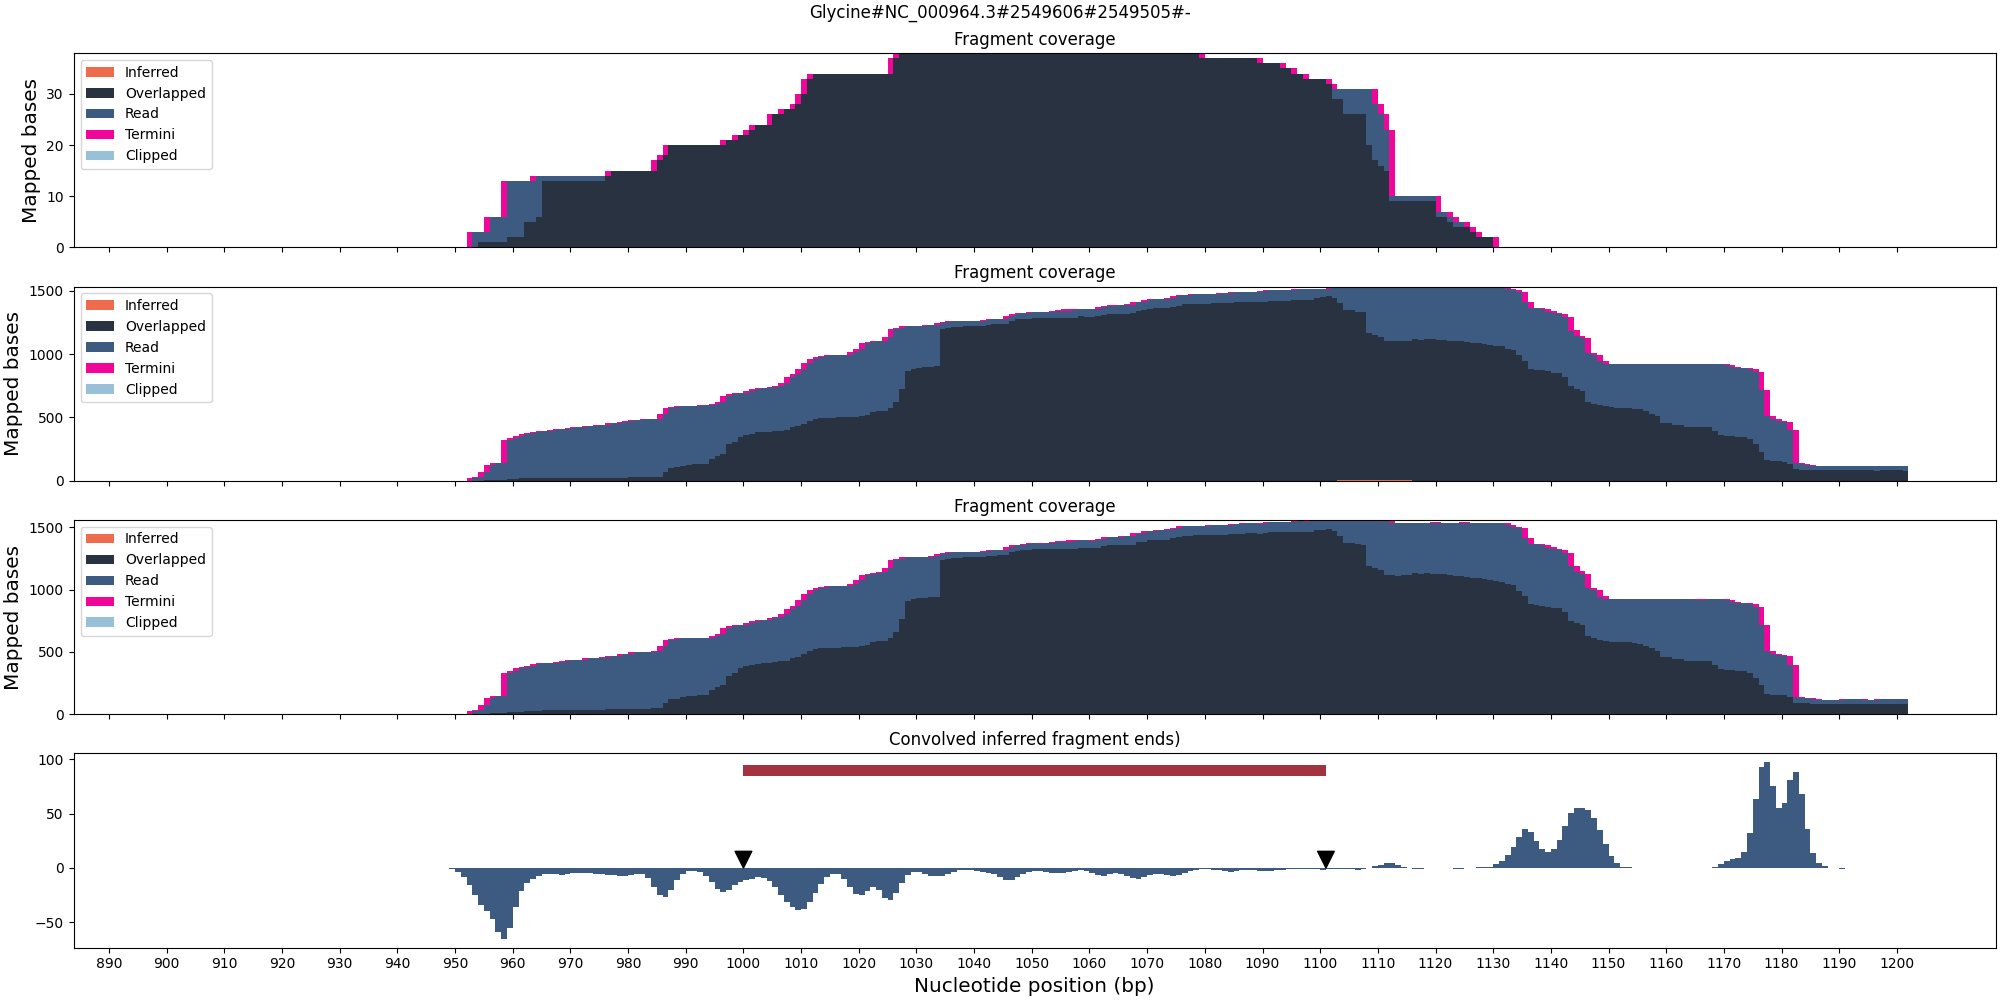 Glycine#NC_000964.3#2549606#2549505#-
Fragment coverage
Mapped bases
30
20
10
0
Inferred
Overlapped
Read
Termini
Clipped
Fragment coverage
Mapped bases
1500
1000
500
0
Inferred
Overlapped
Read
Termini
Clipped
Fragment coverage
Mapped bases
1500
1000
500
0
Inferred
Overlapped
Read
Termini
Clipped
Convolved inferred fragment ends)
100
50
0
−50
890 900 910 920 930 940 950 960 970 980 990 1000 1010 1020 1030 1040 1050 1060 1070 1080 1090 1100 1110 1120 1130 1140 1150 1160 1170 1180 1190 1200
Nucleotide position (bp)